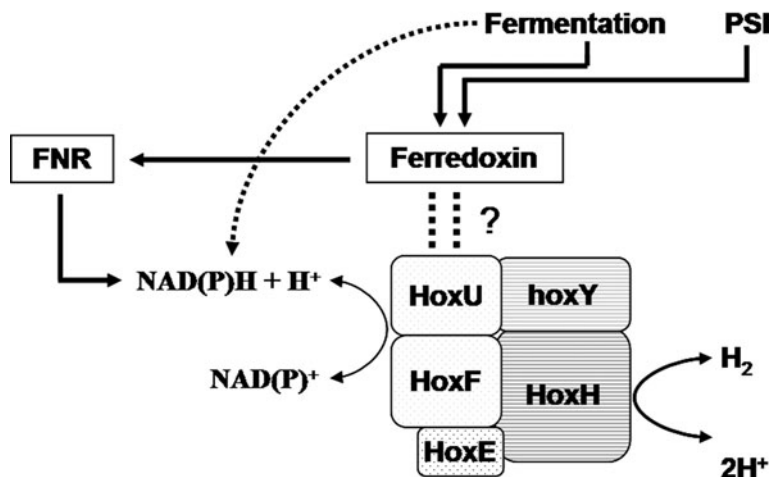 Fermentation PSI
FNR
Ferredoxin
?
NAD(P)H + H⁺
HoxU
hoxY
NAD(P)⁺
HoxF
HoxH
H₂
HoxE
2H⁺